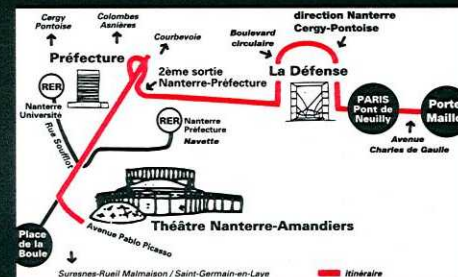 Cergy
Pontoise
Colombes
Asnières
Courbevoie
Boulevard
circulaire
direction Nanterre
Cergy-Pontoise
Préfecture
2ème sortie
Nanterre-Préfecture
La Défense
RER
Nanterre
Université
Rue Soufflot
RER
Nanterre
Préfecture
Navette
PARIS
Pont de
Neuilly
Porte
Maillo
Avenue
Charles de Gaulle
Théâtre Nanterre-Amandiers
Avenue Pablo Picasso
Place
de la
Boule
Suresnes-Rueil Malmaison / Saint-Germain-en-Laye
itinéraire